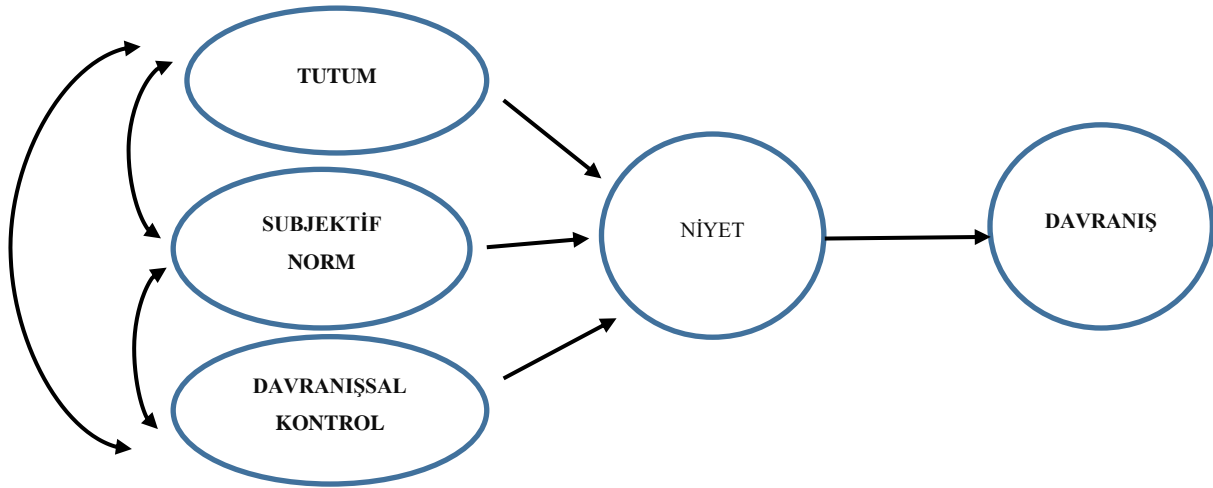 TUTUM
SUBJEKTİF
NORM
DAVRANIŞSAL
KONTROL
NİYET
DAVRANIŞ